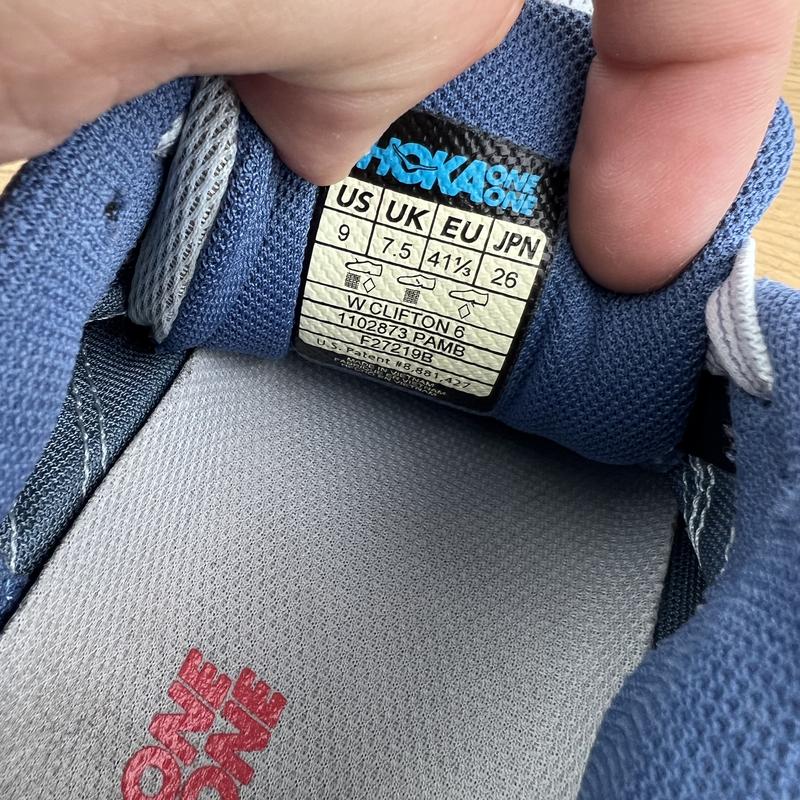 HOKA ONE ONE
US UK EU JPN
9 7.5 41⅓ 26
W CLIFTON 6
1102873 PAMB
F27219B
U.S. Patent #8,881,427
MADE IN VIETNAM
ONE
ONE